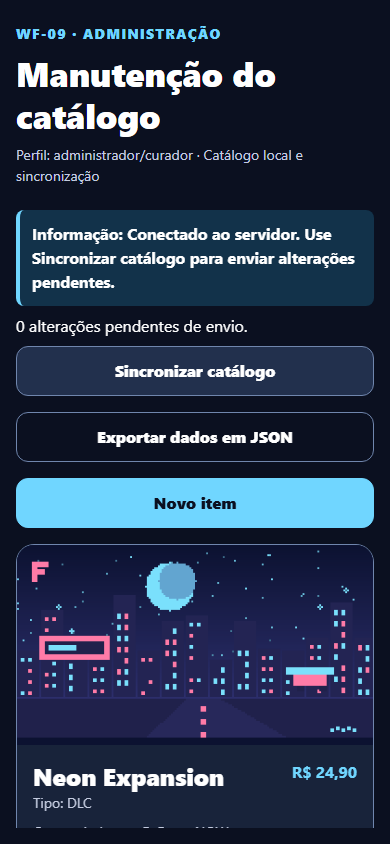 WF-09 · ADMINISTRAÇÃO
Manutenção do
catálogo
Perfil: administrador/curador · Catálogo local e
sincronização
Informação: Conectado ao servidor. Use
Sincronizar catálogo para enviar alterações
pendentes.
0 alterações pendentes de envio.
Sincronizar catálogo
Exportar dados em JSON
Novo item
F
Neon Expansion
R$ 24,90
Tipo: DLC